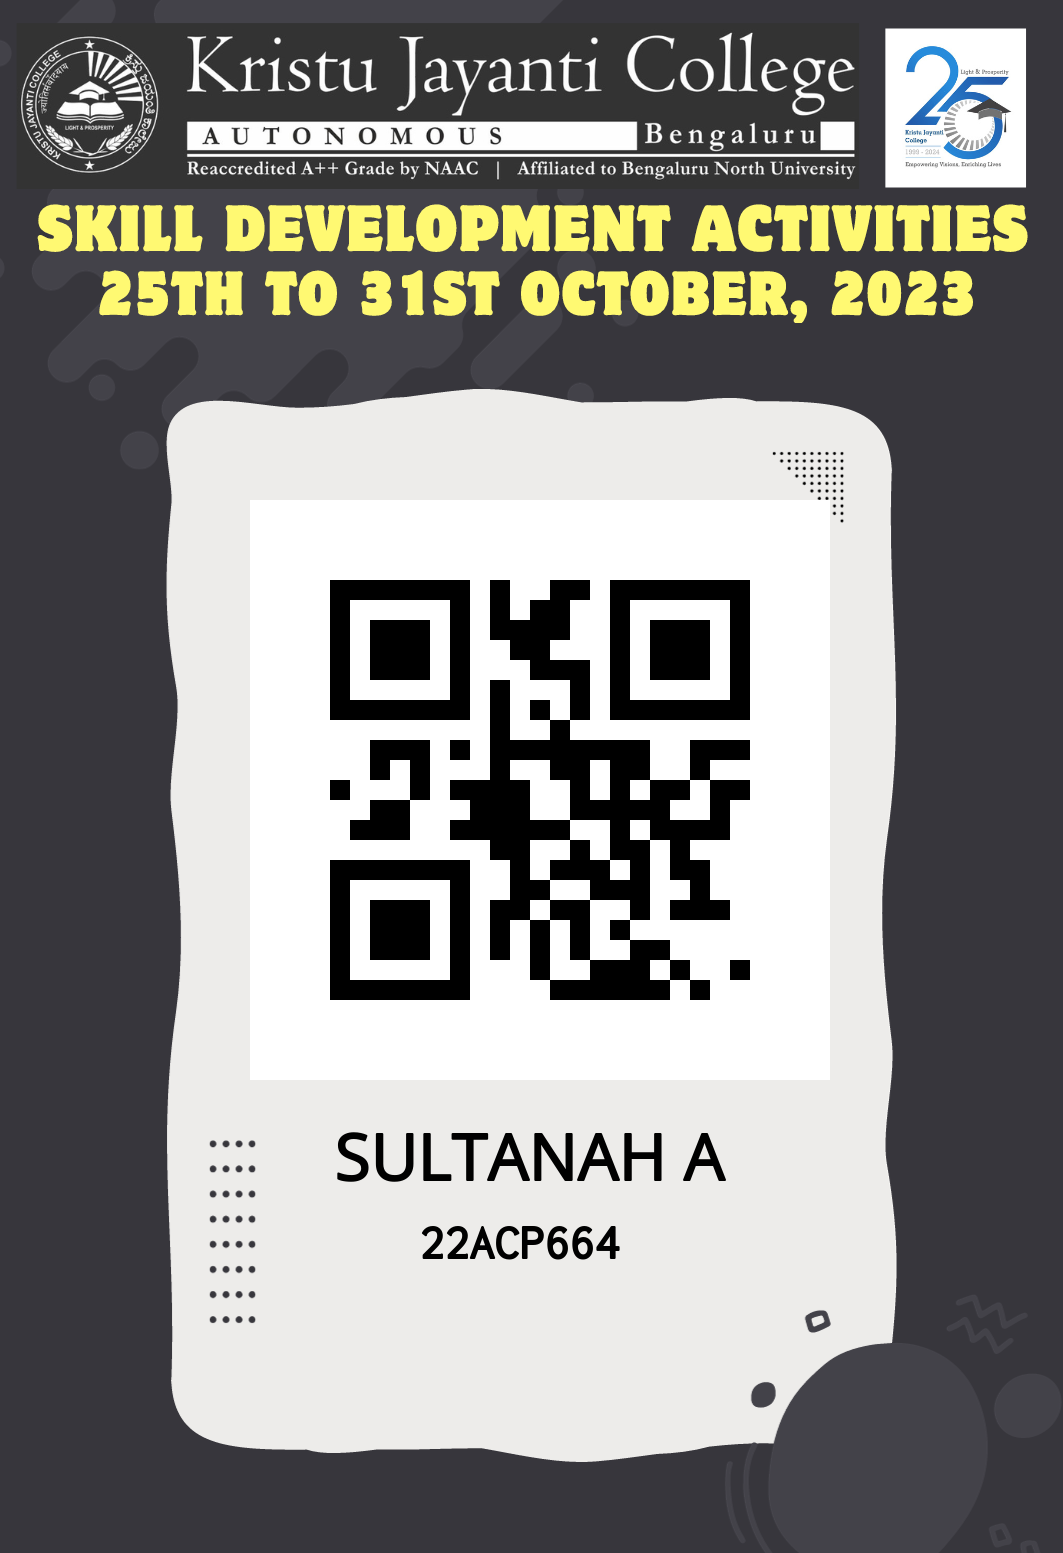 Kristu Jayanti College
AUTONOMOUS Bengaluru
Reaccredited A++ Grade by NAAC | Affiliated to Bengaluru North University
KRISTU JAYANTI COLLEGE
LIGHT & PROSPERITY
25
Light & Prosperity
Kristu Jayanti
College
1999 - 2024
Empowering Visions. Enriching Lives
SKILL DEVELOPMENT ACTIVITIES
25TH TO 31ST OCTOBER, 2023
SULTANAH A
22ACP664